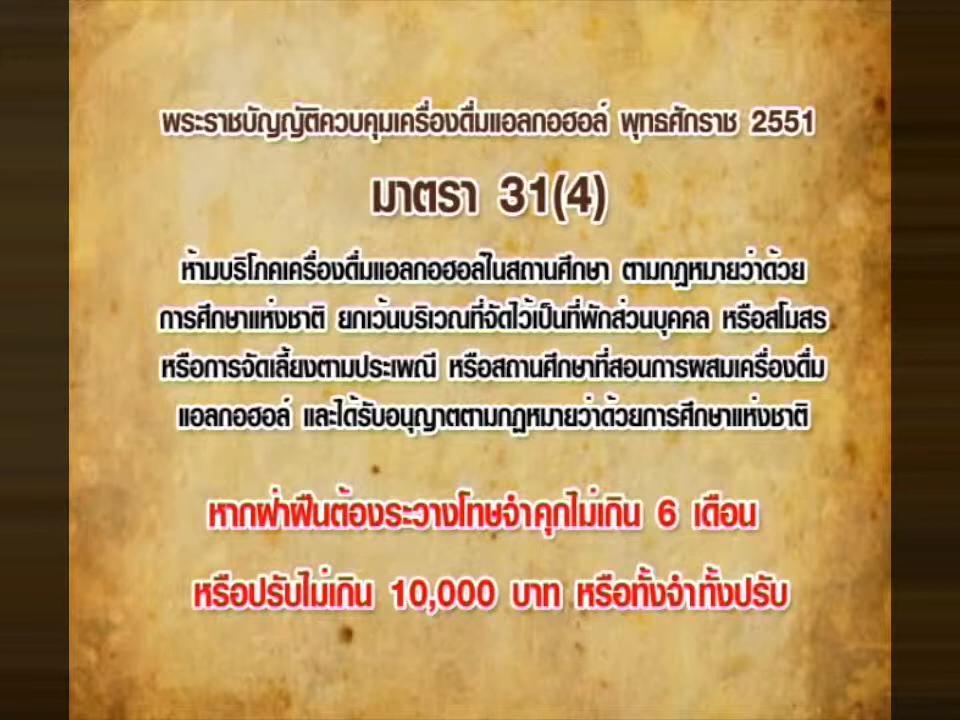 พระราชบัญญัติควบคุมเครื่องดื่มแอลกอฮอล์ พุทธศักราช 2551
มาตรา 31(4)
ห้ามบริโภคเครื่องดื่มแอลกอฮอล์ในสถานศึกษา ตามกฎหมายว่าด้วย
การศึกษาแห่งชาติ ยกเว้นบริเวณที่จัดไว้เป็นที่พักส่วนบุคคล หรือสโมสร
หรือการจัดเลี้ยงตามประเพณี หรือสถานศึกษาที่สอนการผสมเครื่องดื่ม
แอลกอฮอล์ และได้รับอนุญาตตามกฎหมายว่าด้วยการศึกษาแห่งชาติ
หากฝ่าฝืนต้องระวางโทษจำคุกไม่เกิน 6 เดือน
หรือปรับไม่เกิน 10,000 บาท หรือทั้งจำทั้งปรับ